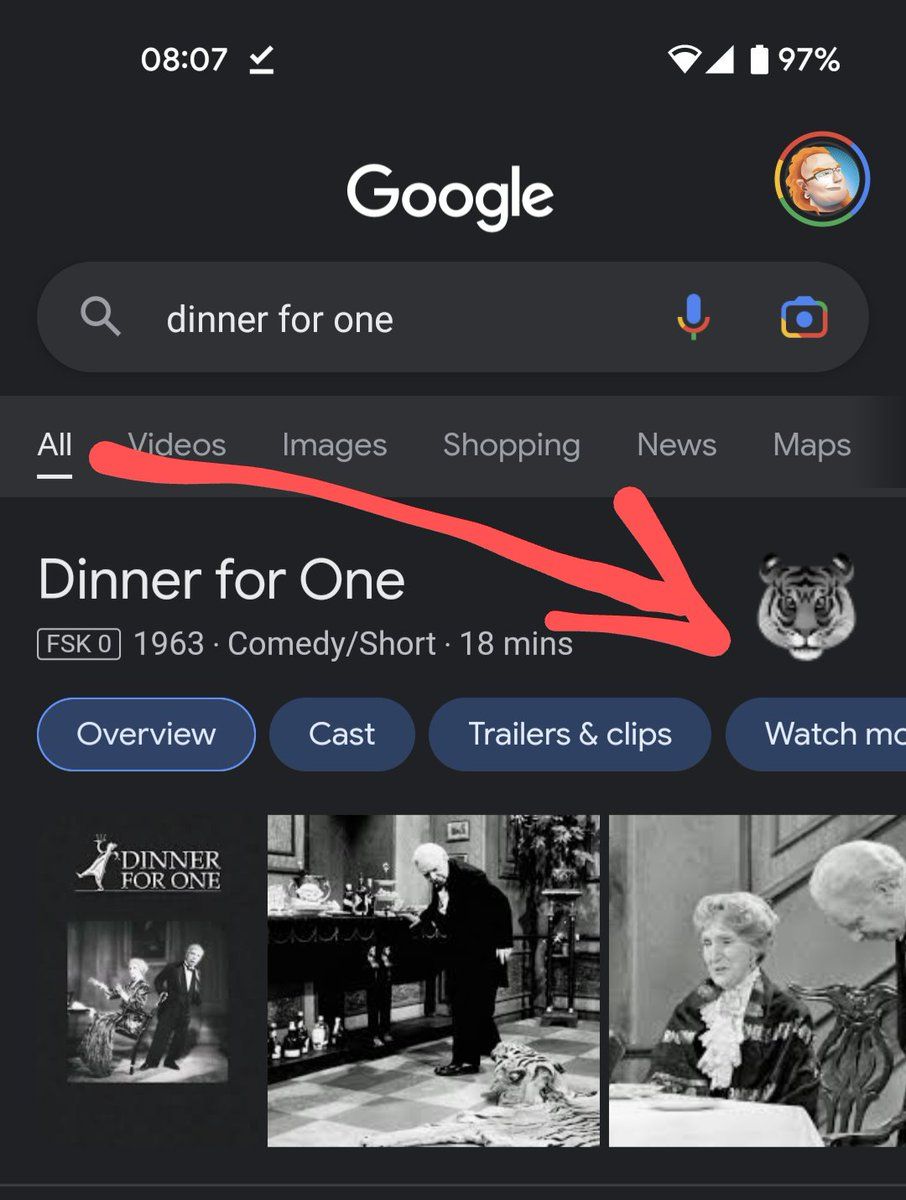 08:07
97%
Google
dinner for one
All Videos Images Shopping News Maps
Dinner for One
FSK 0 1963 · Comedy/Short · 18 mins
Overview Cast Trailers & clips Watch mo
DINNER
FOR ONE